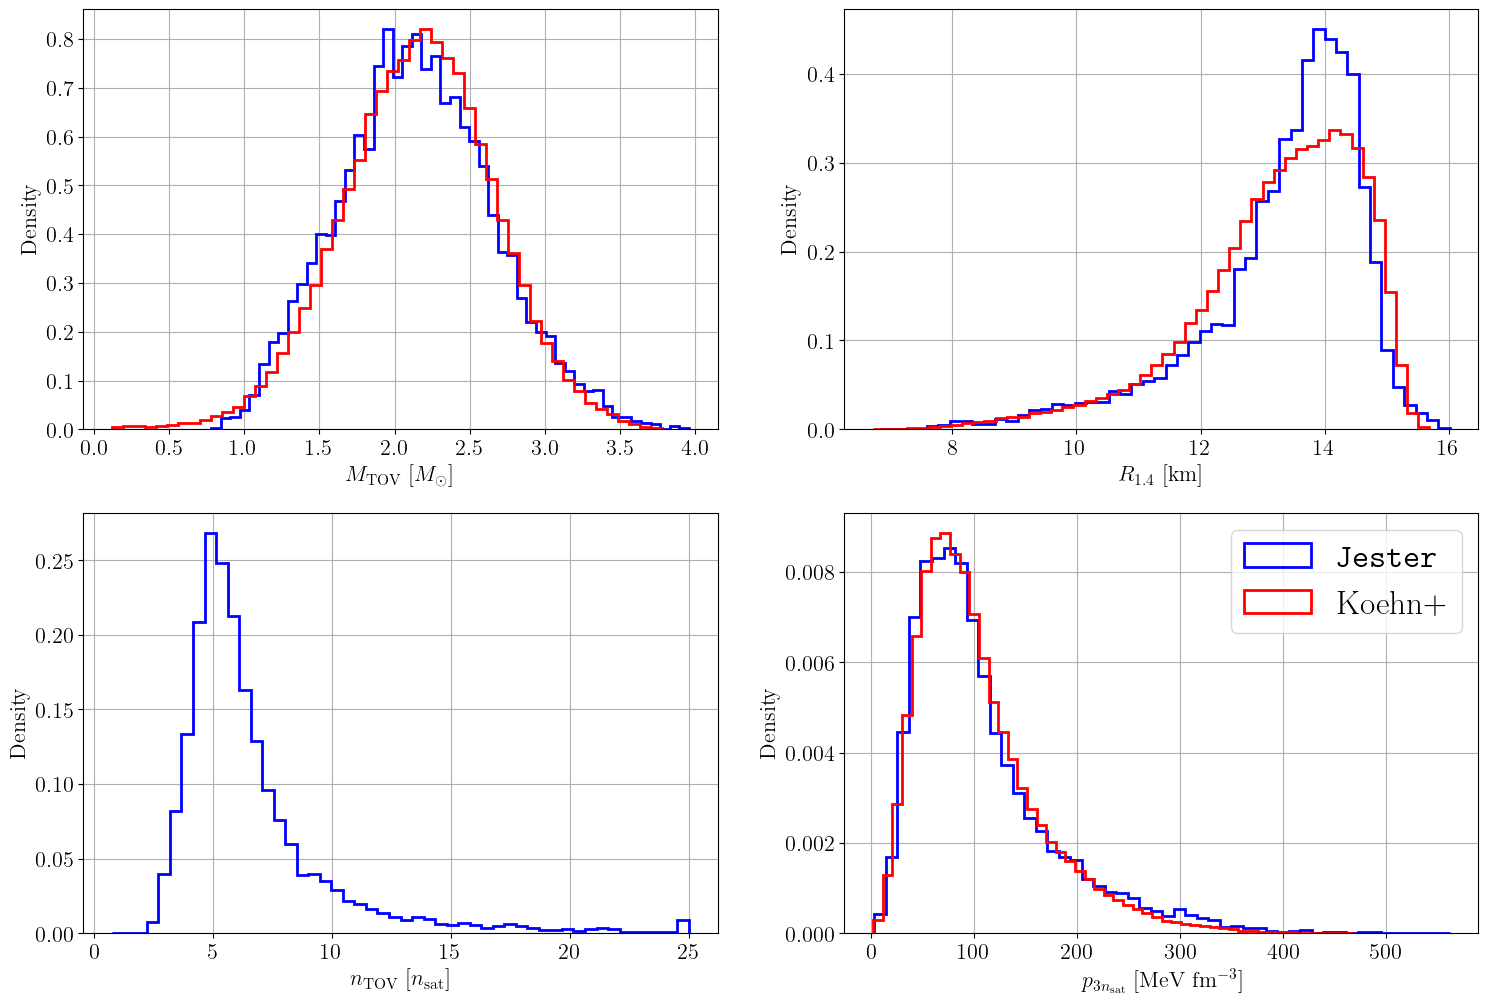 Density
0.8
0.7
0.6
0.5
0.4
0.3
0.2
0.1
0.0
0.0 0.5 1.0 1.5 2.0 2.5 3.0 3.5 4.0
M_TOV [M_⊙]
Density
0.4
0.3
0.2
0.1
0.0
8 10 12 14 16
R_1.4 [km]
Density
0.25
0.20
0.15
0.10
0.05
0.00
0 5 10 15 20 25
n_TOV [n_sat]
Density
0.008
0.006
0.004
0.002
0.000
0 100 200 300 400 500
p_3n_sat [MeV fm⁻³]
Jester
Koehn+